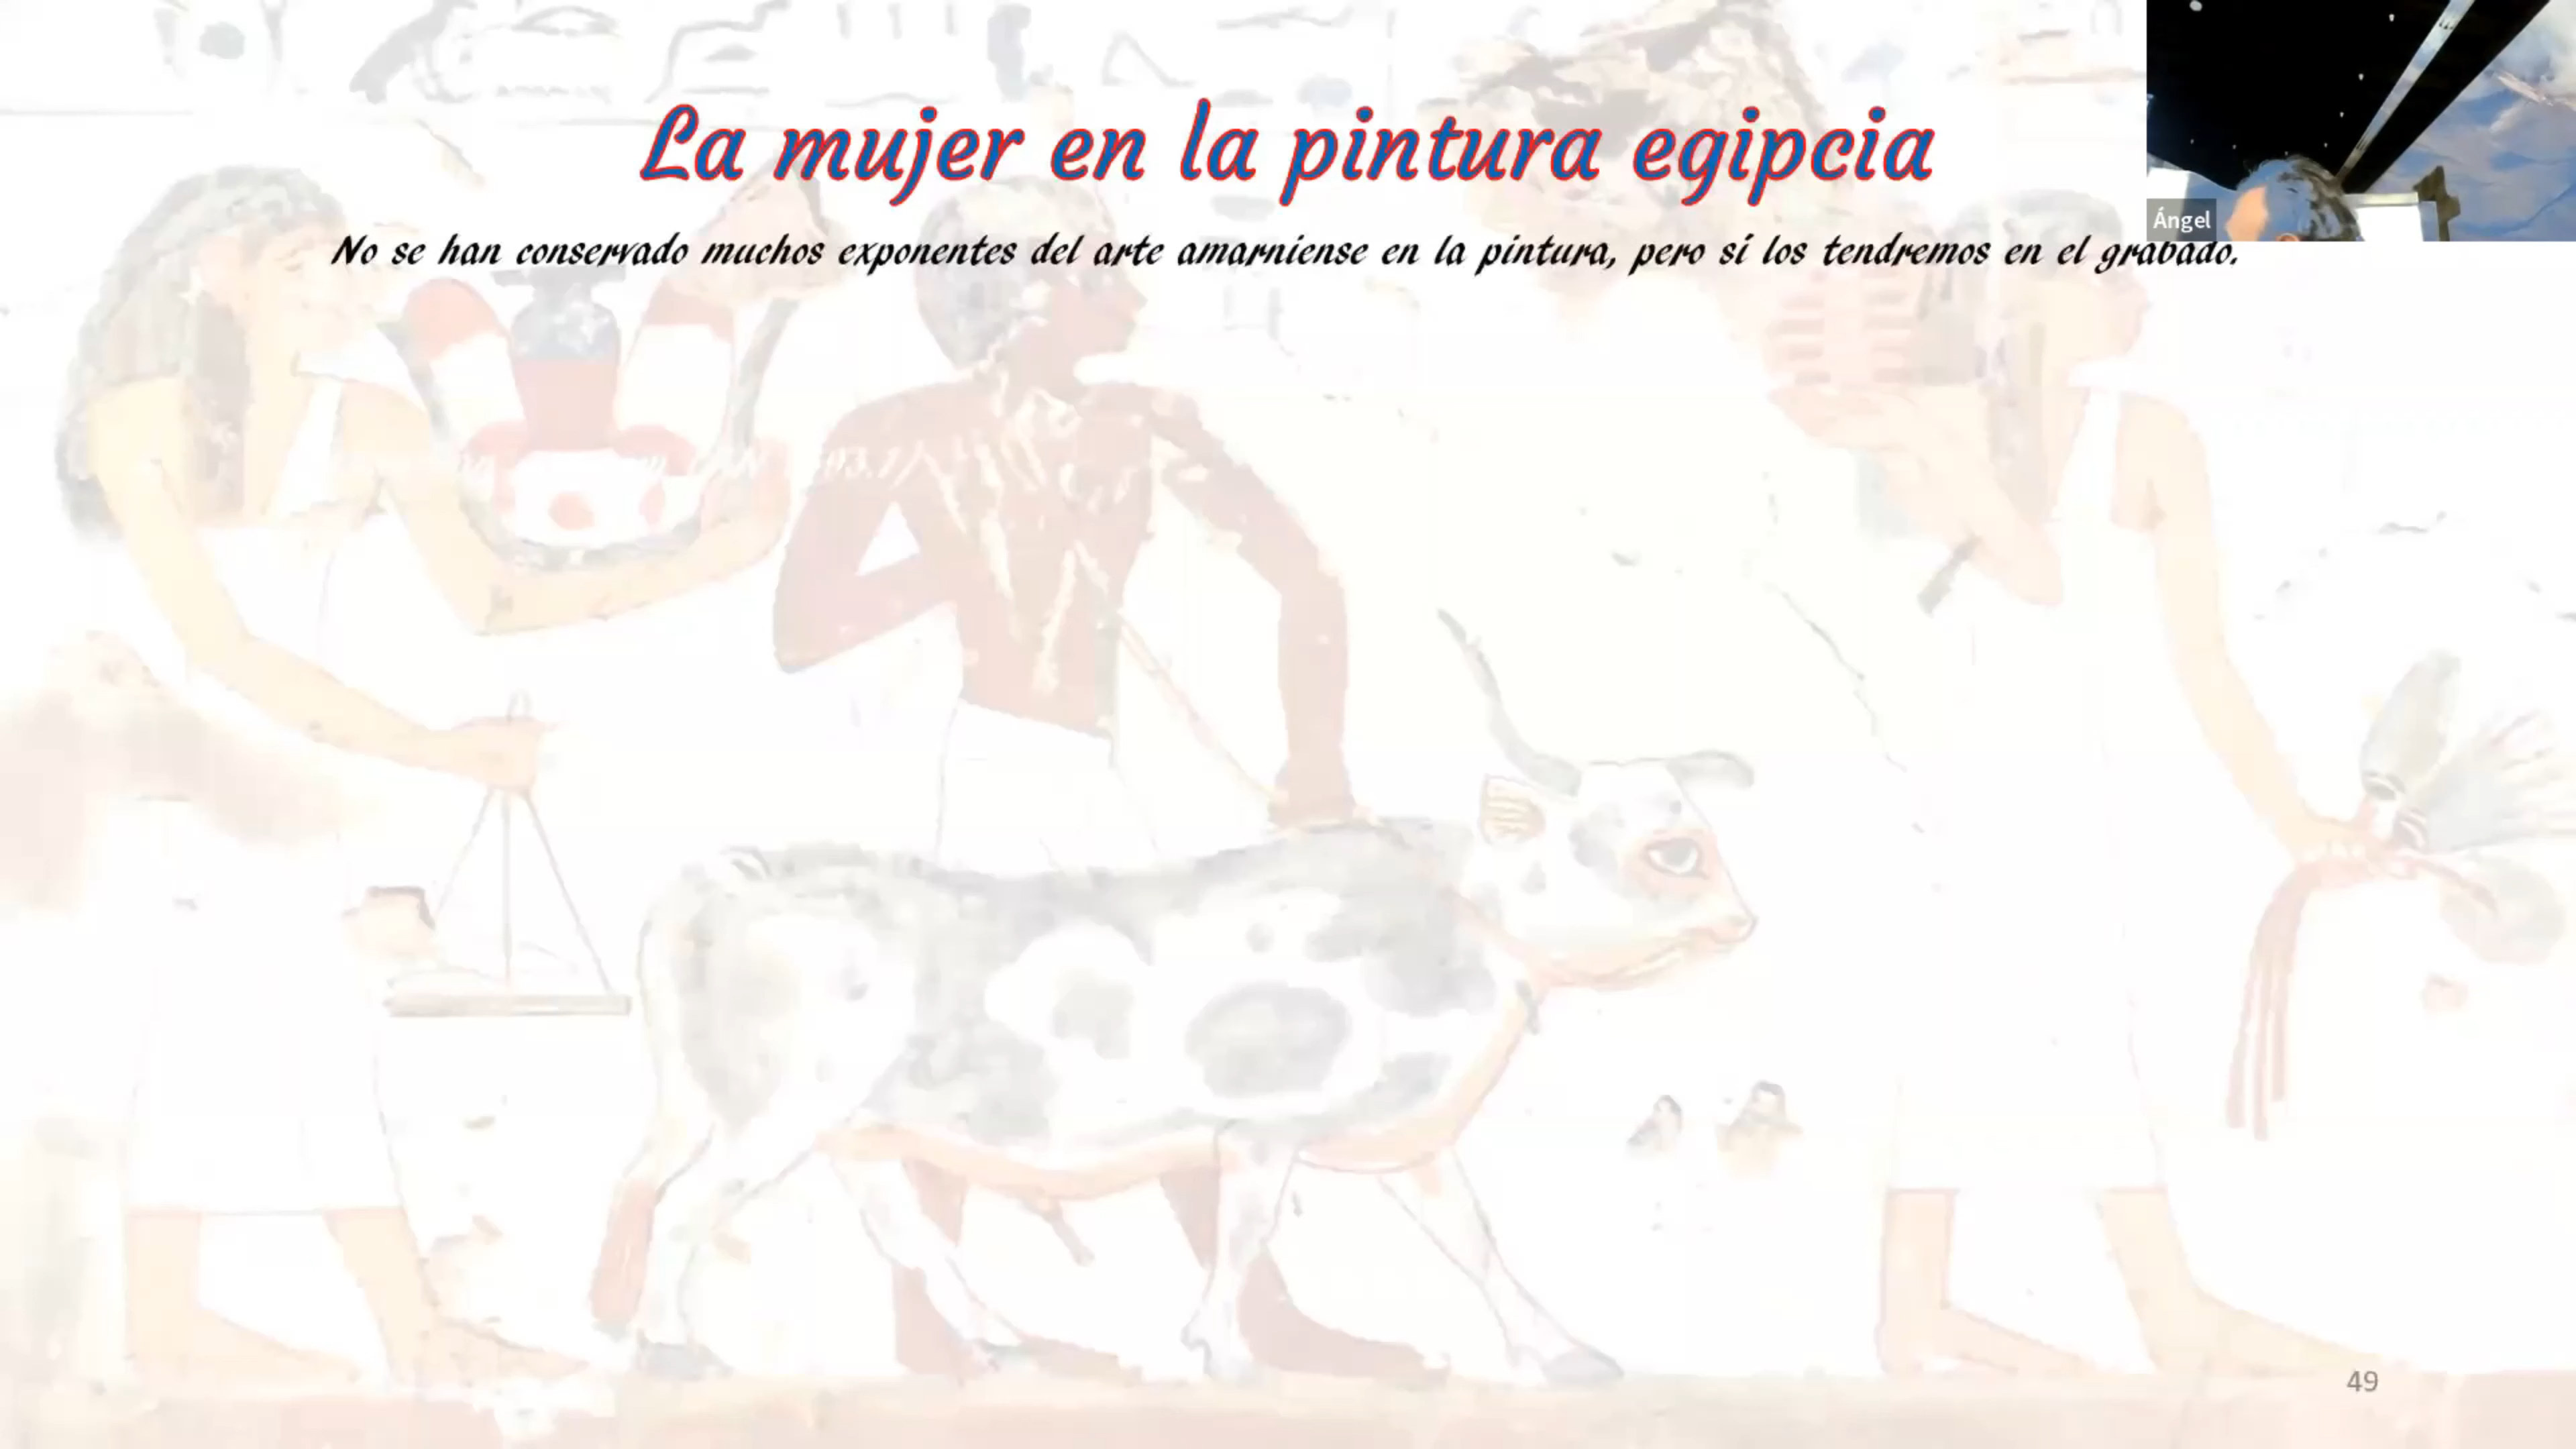 La mujer en la pintura egipcia
Ángel
No se han conservado muchos exponentes del arte amarniense en la pintura, pero sí los tendremos en el grabado.
49